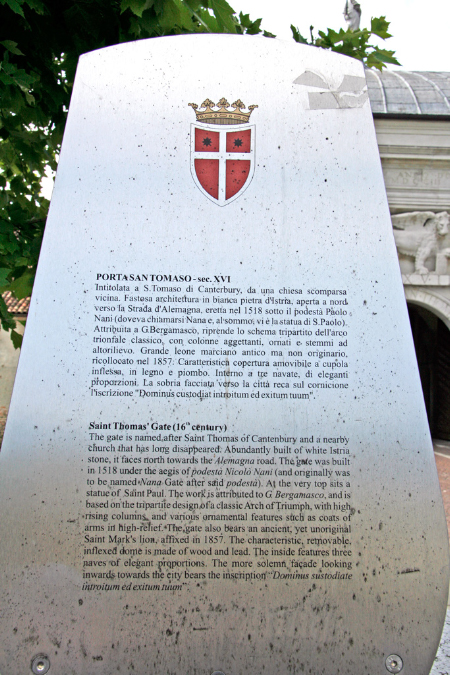 PORTA SAN TOMASO - sec. XVI
Intitolata a S.Tomaso di Canterbury, da una chiesa scomparsa
vicina. Fastosa architettura in bianca pietra d'Istria, aperta a nord
verso la Strada d'Alemagna, eretta nel 1518 sotto il podestà Paolo
Nani (doveva chiamarsi Nana e, al sommo, vi è la statua di S.Paolo).
Attribuita a G.Bergamasco, riprende lo schema tripartito dell'arco
trionfale classico, con colonne aggettanti, ornati e stemmi ad
altorilievo. Grande leone marciano antico ma non originario,
ricollocato nel 1857. Caratteristica copertura amovibile a cupola
inflessa, in legno e piombo. Interno a tre navate, di eleganti
proporzioni. La sobria facciata verso la città reca sul cornicione
l'iscrizione "Dominus custodiat introitum et exitum tuum".
Saint Thomas' Gate (16th century)
The gate is named after Saint Thomas of Cantenbury and a nearby
church that has long disappeared. Abundantly built of white Istria
stone, it faces north towards the Alemagna road. The gate was built
in 1518 under the aegis of podestà Nicolò Nani (and originally was
to be named Nana Gate after said podestà). At the very top sits a
statue of Saint Paul. The work is attributed to G Bergamasco, and is
based on the tripartite design of a classic Arch of Triumph, with high
rising columns, and various ornamental features such as coats of
arms in high-relief. The gate also bears an ancient, yet unoriginal
Saint Mark's lion, affixed in 1857. The characteristic, removable,
inflexed dome is made of wood and lead. The inside features three
naves of elegant proportions. The more solemn façade looking
inwards towards the city bears the inscription "Dominus custodiate
introitum ed exitum tuum"